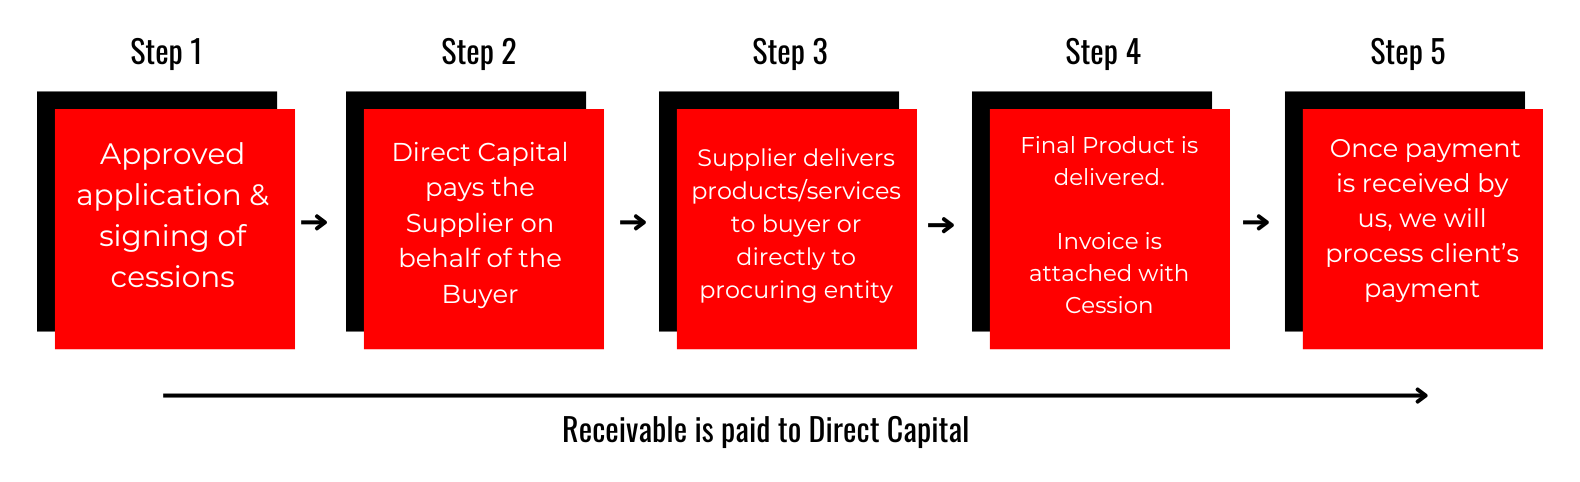 Step 1
Approved
application &
signing of
cessions
Step 2
Direct Capital
pays the
Supplier on
behalf of the
Buyer
Step 3
Supplier delivers
products/services
to buyer or
directly to
procuring entity
Step 4
Final Product is
delivered.
Invoice is
attached with
Cession
Step 5
Once payment
is received by
us, we will
process client’s
payment
Receivable is paid to Direct Capital